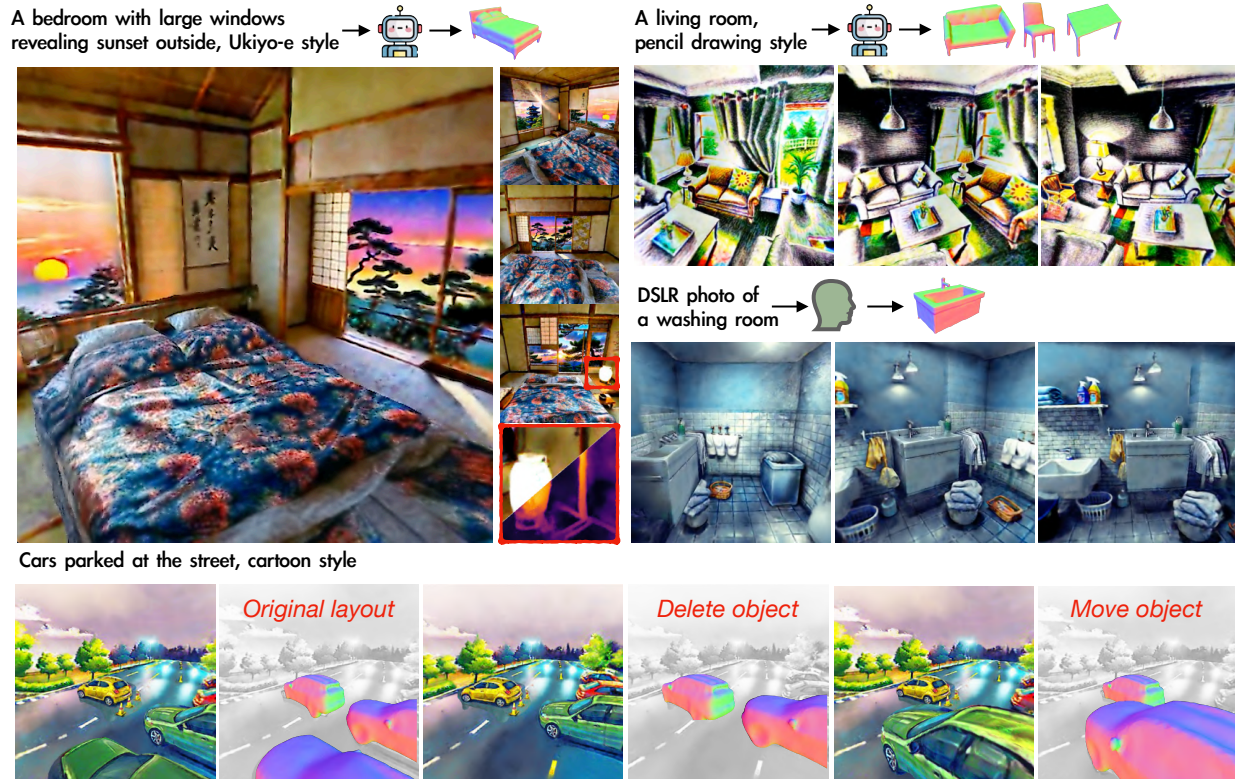 A bedroom with large windows
revealing sunset outside, Ukiyo-e style
A living room,
pencil drawing style
DSLR photo of
a washing room
Cars parked at the street, cartoon style
Original layout
Delete object
Move object